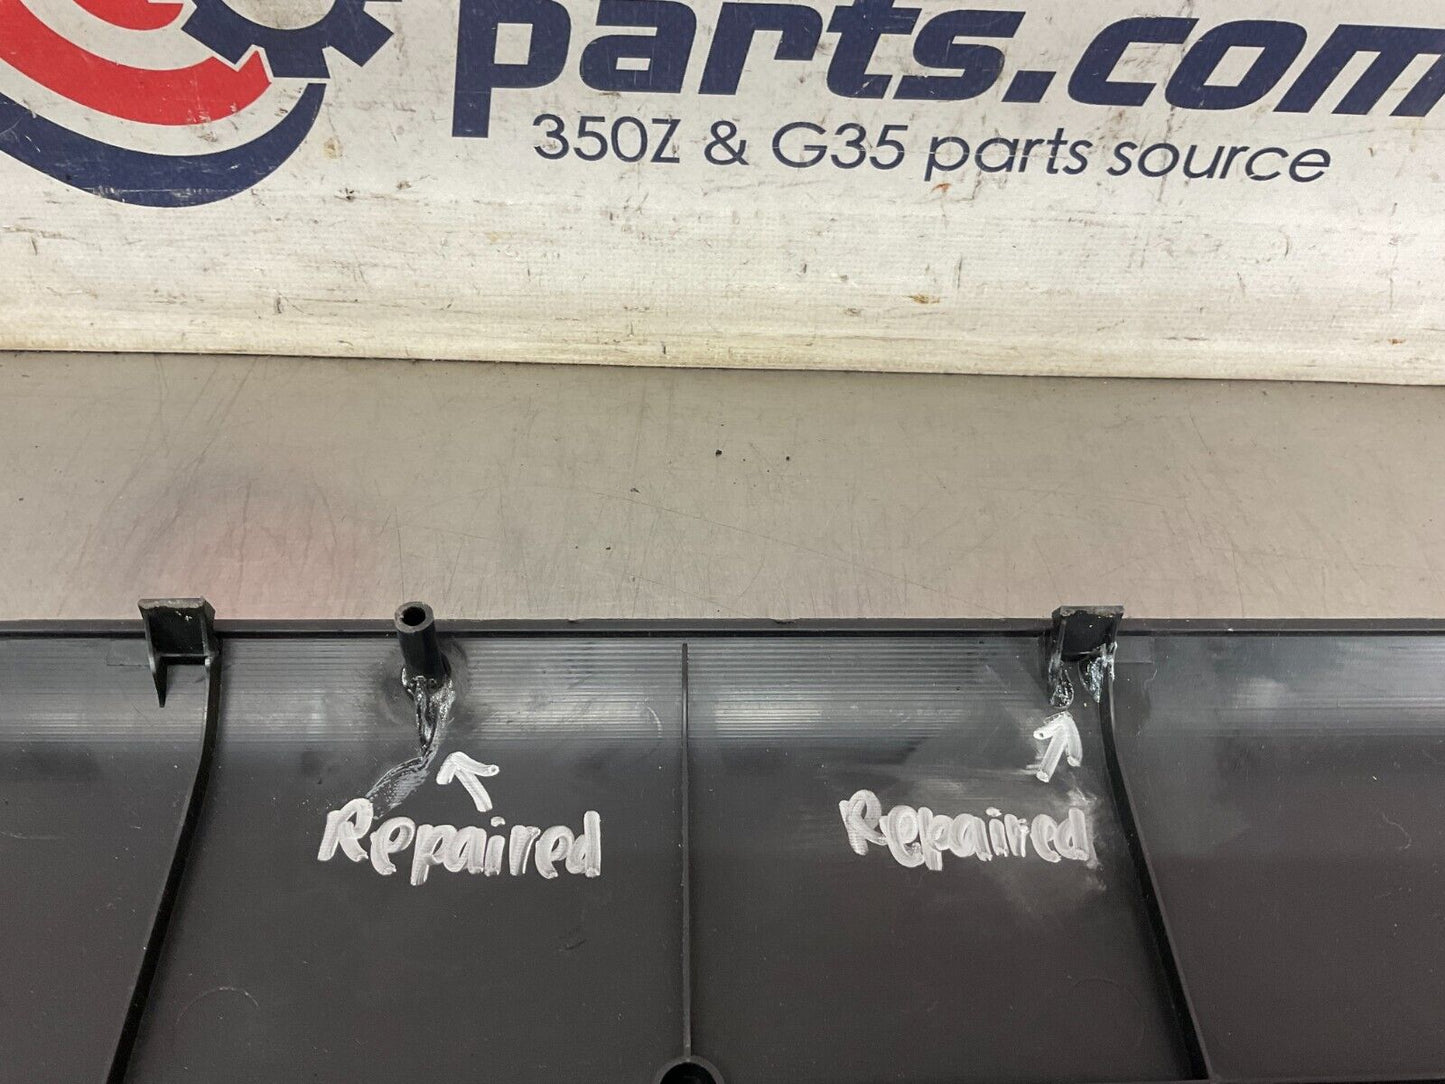 parts.com
350Z & G35 parts source
Repaired
Repaired